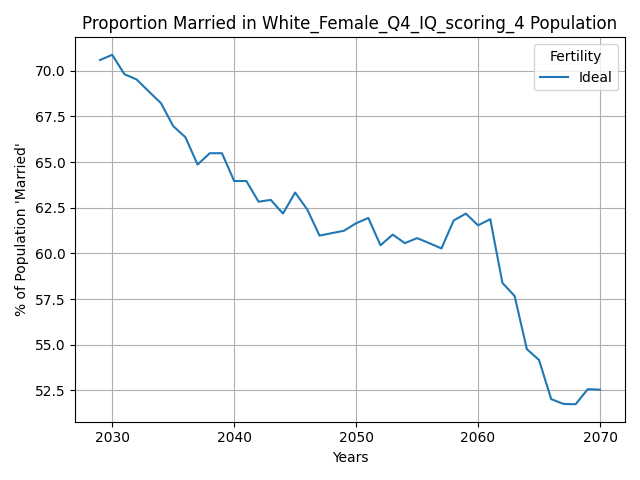 Proportion Married in White_Female_Q4_IQ_scoring_4 Population
Fertility
Ideal
% of Population 'Married'
70.0
67.5
65.0
62.5
60.0
57.5
55.0
52.5
2030 2040 2050 2060 2070
Years